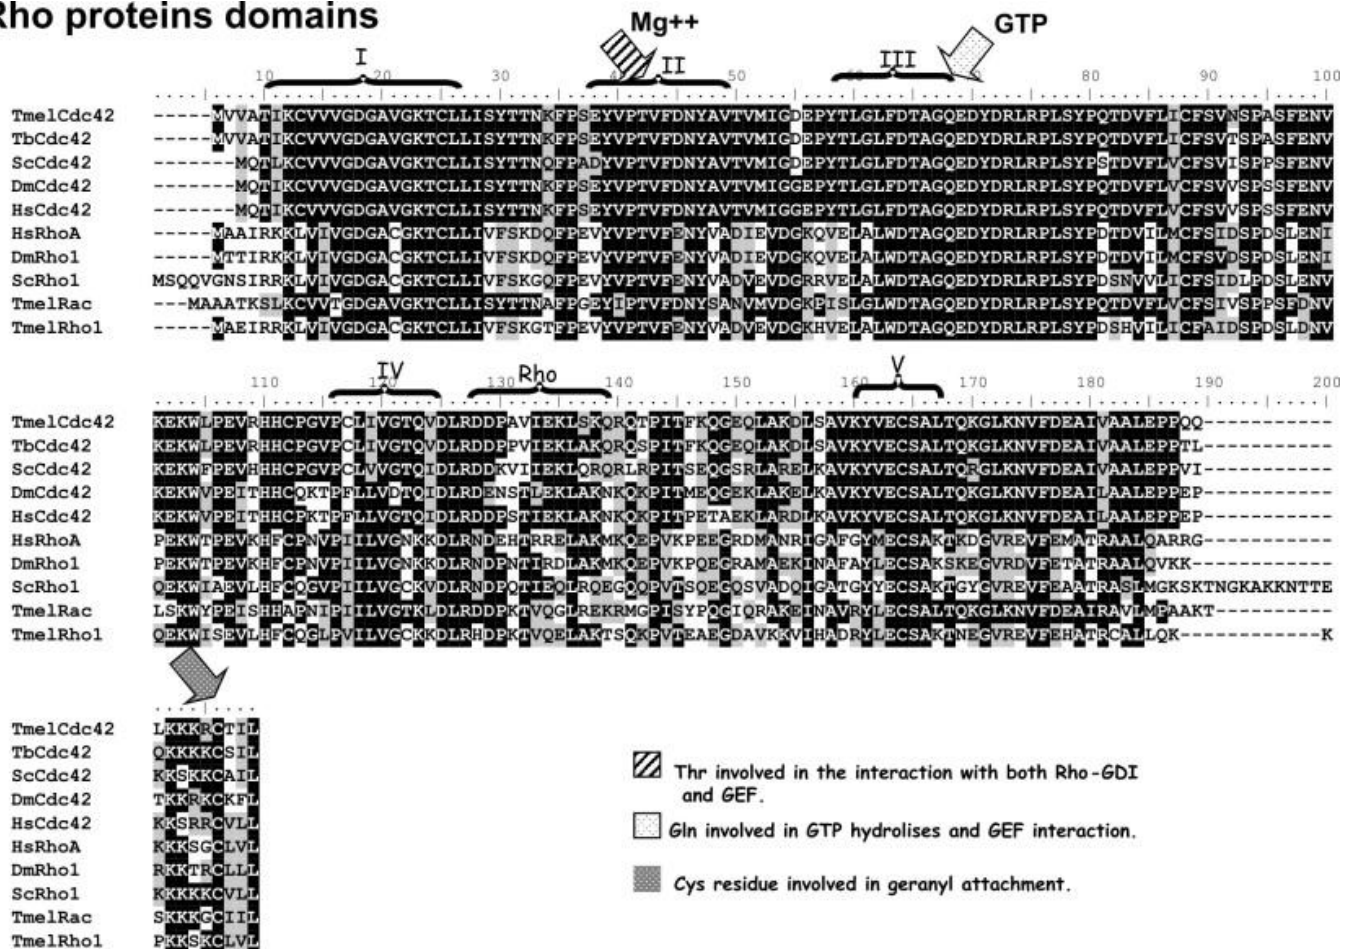 Rho proteins domains
Mg++ GTP
I II III
10 20 30 50 80 90 100
TmelCdc42 -----MVVATIKCVVVGDGAVGKTCLLISYTTNKFPSEYVPTVFDNYAVTVMIGDEPYTLGLFDTAGQEDYDRLRPLSYPQTDVFLICFSVNSPASFENV
TbCdc42 -----MVVATIKCVVVGDGAVGKTCLLISYTTNKFPSEYVPTVFDNYAVTVMIGDEPYTLGLFDTAGQEDYDRLRPLSYPQTDVFLICFSVTSPASFENV
ScCdc42 -------MQTLKCVVVGDGAVGKTCLLISYTTNQFPADYVPTVFDNYAVTVMIGDEPYTLGLFDTAGQEDYDRLRPLSYPSTDVFLVCFSVISPPSFENV
DmCdc42 -------MQTIKCVVVGDGAVGKTCLLISYTTNKFPSEYVPTVFDNYAVTVMIGGEPYTLGLFDTAGQEDYDRLRPLSYPQTDVFLVCFSVVSPSSFENV
HsCdc42 -------MQTIKCVVVGDGAVGKTCLLISYTTNKFPSEYVPTVFDNYAVTVMIGGEPYTLGLFDTAGQEDYDRLRPLSYPQTDVFLVCFSVVSPSSFENV
HsRhoA -----MAAIRKKLVIVGDGACGKTCLLIVFSKDQFPEVYVPTVFENYVADIEVDGKQVELALWDTAGQEDYDRLRPLSYPDTDVILMCFSIDSPDSLENI
DmRho1 -----MTTIRKKLVIVGDGACGKTCLLIVFSKDQFPEVYVPTVFENYVADIEVDGKQVELALWDTAGQEDYDRLRPLSYPDTDVILMCFSVDSPDSLENI
ScRho1 MSQQVGNSIRRKLVIVGDGACGKTCLLIVFSKGQFPEVYVPTVFENYVADVEVDGRRVELALWDTAGQEDYDRLRPLSYPDSNVVLICFSIDLPDSLENV
TmelRac ---MAAATKSLKCVVTGDGAVGKTCLLISYTTNAFPGEYIPTVFDNYSANVMVDGKPISLGLWDTAGQEDYDRLRPLSYPQTDVFLICFSIVSPPSFDNV
TmelRho1 -----MAEIRRKLVIVGDGACGKTCLLIVFSKGTFPEVYVPTVFENYVADVEVDGKHVELALWDTAGQEDYDRLRPLSYPDSHVILICFAIDSPDSLDNV
IV Rho V
110 120 130 140 150 160 170 180 190 200
TmelCdc42 KEKWLPEVRHHCPGVPCLIVGTQVDLRDDPAVIEKLSKQRQTPITFKQGEQLAKDLSAVKYVECSALTQKGLKNVFDEAIVAALEPPQQ-----------
TbCdc42 KEKWLPEVRHHCPGVPCLIVGTQVDLRDDPPVIEKLAKQRQSPITFKQGEQLAKDLSAVKYVECSALTQKGLKNVFDEAIVAALEPPTL-----------
ScCdc42 KEKWFPEVHHHCPGVPCLVVGTQIDLRDDKVIIEKLQRQRLRPITSEQGSRLARELKAVKYVECSALTQRGLKNVFDEAIVAALEPPVI-----------
DmCdc42 KEKWVPEITHHCQKTPFLLVDTQIDLRDENSTLEKLAKNKQKPITMEQGEKLAKELKAVKYVECSALTQKGLKNVFDEAILAALEPPEP-----------
HsCdc42 KEKWVPEITHHCPKTPFLLVGTQIDLRDDPSTIEKLAKNKQKPITPETAEKLARDLKAVKYVECSALTQKGLKNVFDEAILAALEPPEP-----------
HsRhoA PEKWTPEVKHFCPNVPIILVGNKKDLRNDEHTRRELAKMKQEPVKPEEGRDMANRIGAFGYMECSAKTKDGVREVFEMATRAALQARRG-----------
DmRho1 PEKWTPEVKHFCPNVPIILVGNKKDLRNDPNTIRDLAKMKQEPVKPQEGRAMAEKINAFAYLECSAKSKEGVRDVFETATRAALQVKK------------
ScRho1 QEKWIAEVLHFCQGVPIILVGCKVDLRNDPQTIEQLRQEGQQPVTSQEGQSVADQIGATGYYECSAKTGYGVREVFEAATRASLMGKSKTNGKAKKNTTE
TmelRac LSKWYPEISHHAPNIPIILVGTKLDLRDDPKTVQGLREKRMGPISYPQGIQRAKEINAVRYLECSALTQKGLKNVFDEAIRAVLMPAAKT----------
TmelRho1 QEKWISEVLHFCQGLPVILVGCKKDLRHDPKTVQELAKTSQKPVTEAEGDAVKKVIHADRYLECSAKTNEGVREVFEHATRCALLQK------------K
TmelCdc42 LKKKRCTIL
TbCdc42 QKKKKCSIL
ScCdc42 KKSKKCAIL
DmCdc42 TKKRKCKFL
HsCdc42 KKSRRCVLL
HsRhoA KKKSGCLVL
DmRho1 RKKTRCLLL
ScRho1 KKKKKCVLL
TmelRac SKKKGCIIL
TmelRho1 PKKSKCLVL
Thr involved in the interaction with both Rho-GDI
and GEF.
Gln involved in GTP hydrolises and GEF interaction.
Cys residue involved in geranyl attachment.